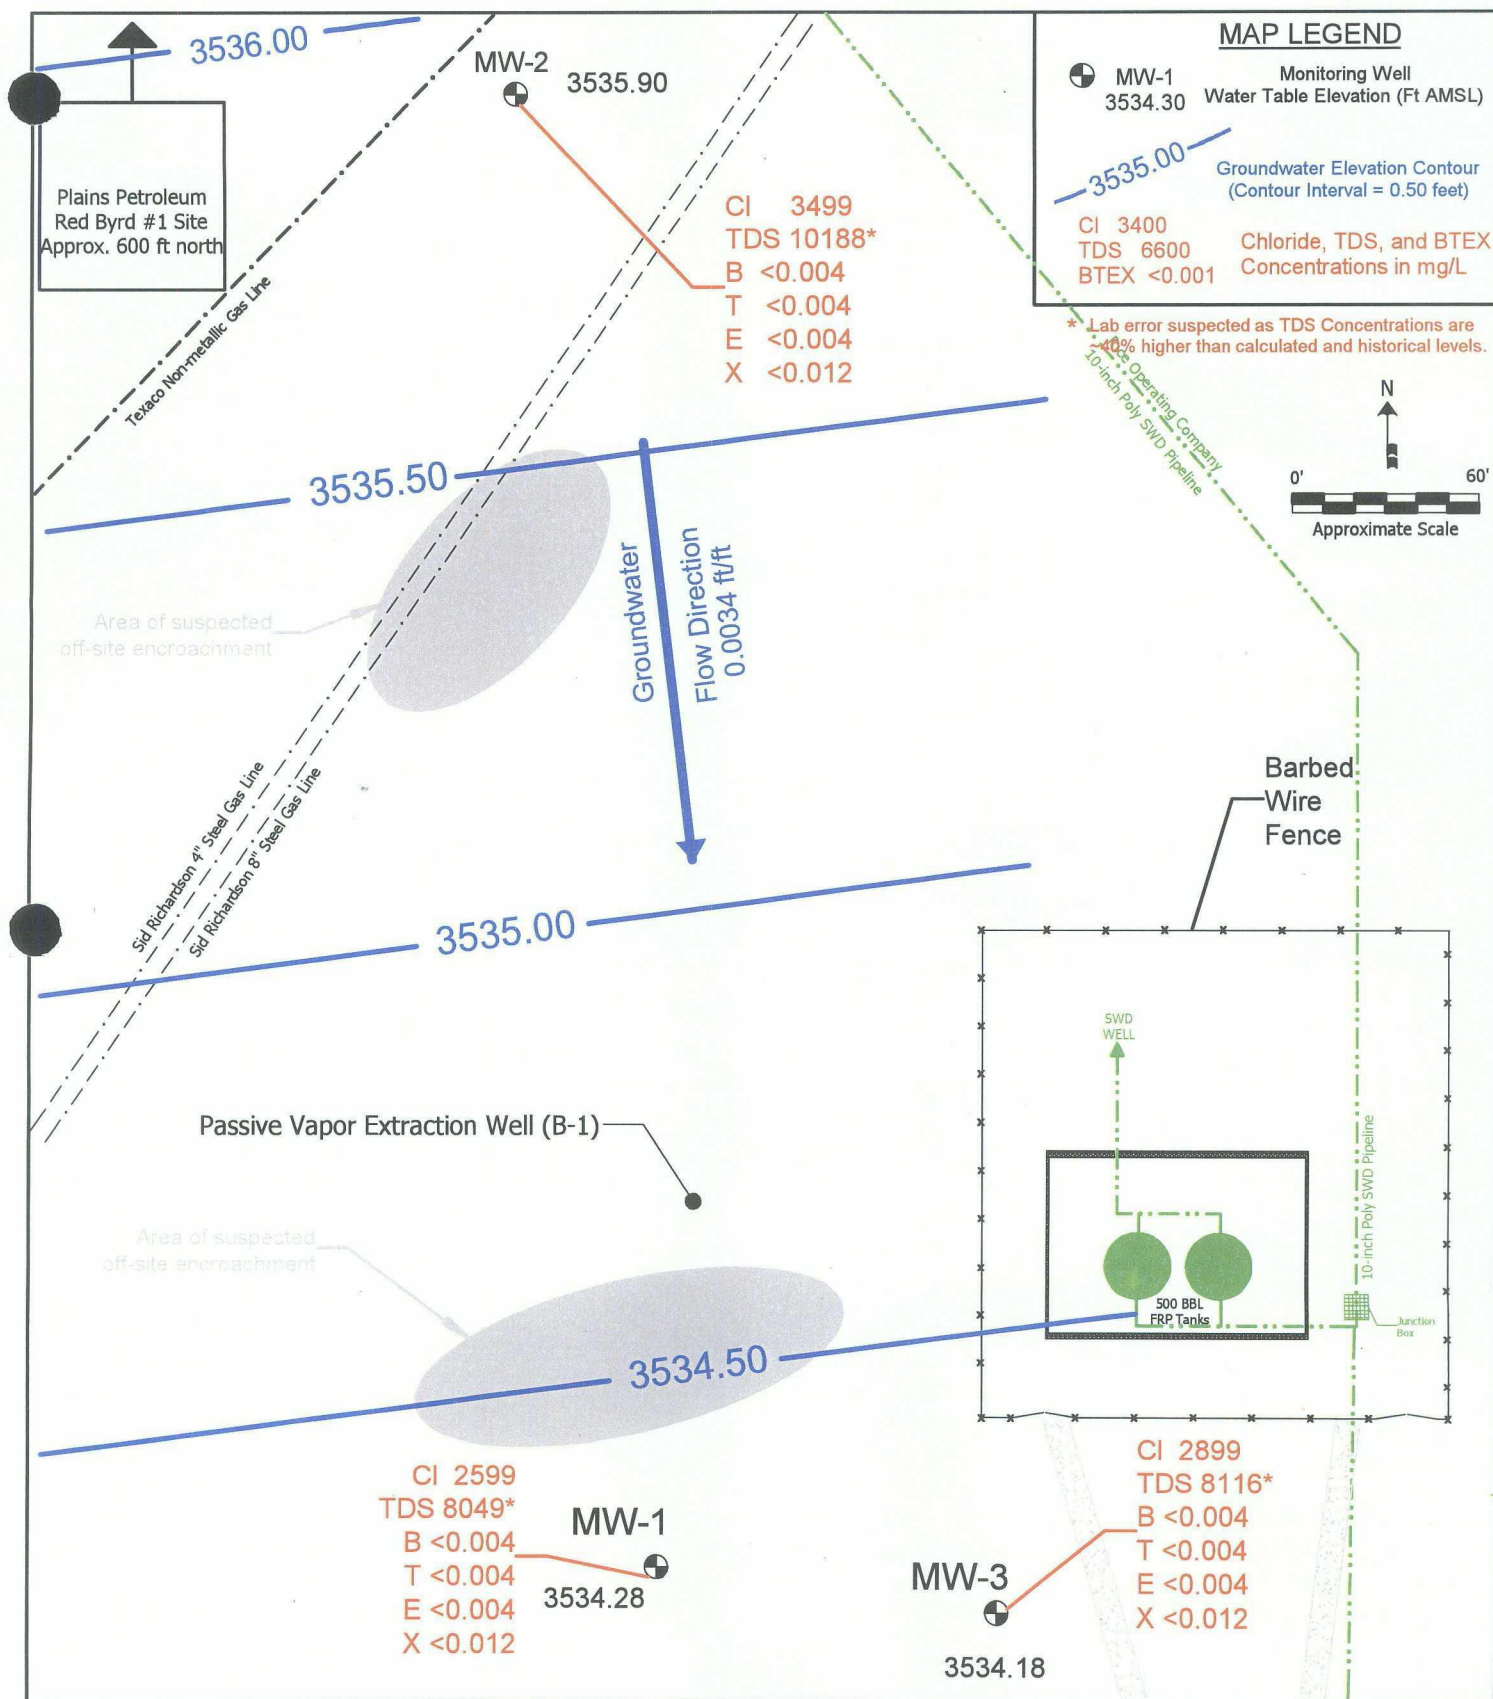 3536.00
MW-2
3535.90
MAP LEGEND
MW-1
3534.30
Monitoring Well
Water Table Elevation (Ft AMSL)
3535.00
Groundwater Elevation Contour
(Contour Interval = 0.50 feet)
Cl 3400
TDS 6600
BTEX <0.001
Chloride, TDS, and BTEX
Concentrations in mg/L
* Lab error suspected as TDS Concentrations are
~40% higher than calculated and historical levels.
Plains Petroleum
Red Byrd #1 Site
Approx. 600 ft north
Texaco Non-metallic Gas Line
Cl 3499
TDS 10188*
B <0.004
T <0.004
E <0.004
X <0.012
Operating Company
10-inch Poly SWD Pipeline
N
0' 60'
Approximate Scale
3535.50
Groundwater
Flow Direction
0.0034 ft/ft
Area of suspected
off-site encroachment
Sid Richardson 4" Steel Gas Line
Sid Richardson 8" Steel Gas Line
Barbed
Wire
Fence
3535.00
SWD
WELL
Passive Vapor Extraction Well (B-1)
10-inch Poly SWD Pipeline
Area of suspected
off-site encroachment
500 BBL
FRP Tanks
Junction
Box
3534.50
Cl 2599
TDS 8049*
B <0.004
T <0.004
E <0.004
X <0.012
MW-1
3534.28
Cl 2899
TDS 8116*
B <0.004
T <0.004
E <0.004
X <0.012
MW-3
3534.18